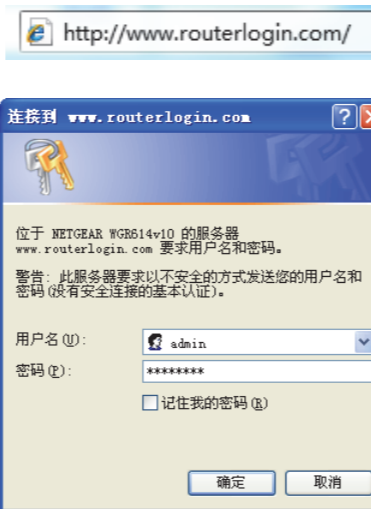 http://www.routerlogin.com/
连接到 www.routerlogin.com
位于 NETGEAR WGR614v10 的服务器
www.routerlogin.com 要求用户名和密码。
警告: 此服务器要求以不安全的方式发送您的用户名和
密码(没有安全连接的基本认证)。
用户名(U):
admin
密码(P):
********
记住我的密码(R)
确定
取消